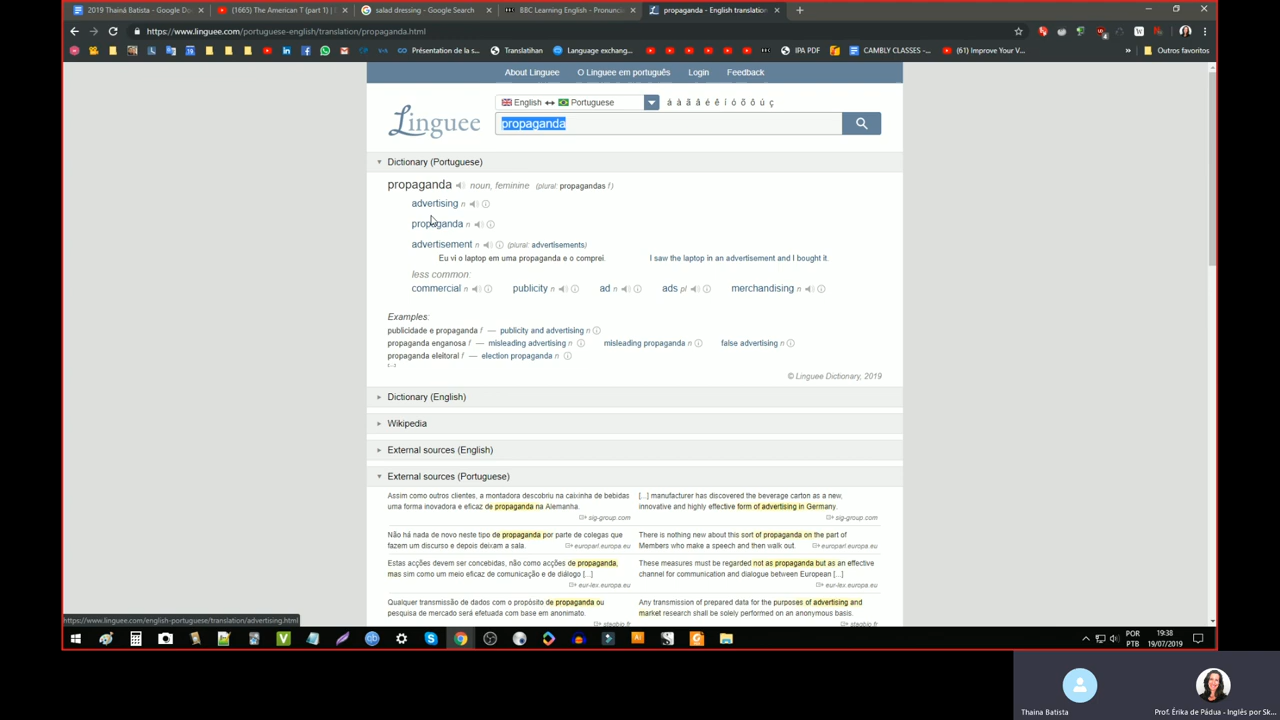 2019 Thainá Batista - Google Do
(1665) The American T (part 1) |
salad dressing - Google Search
BBC Learning English - Pronunci
propaganda - English translation
https://www.linguee.com/portuguese-english/translation/propaganda.html
Présentation de la s...
Translatihan
Language exchang...
IPA PDF
CAMBLY CLASSES -...
(61) Improve Your V...
»
Outros favoritos
About Linguee
O Linguee em português
Login
Feedback
Linguee
English ↔ Portuguese
á à ã â é ê í ó õ ô ú ç
propaganda
Dictionary (Portuguese)
propaganda noun, feminine (plural: propagandas f)
advertising n
propaganda n
advertisement n (plural: advertisements)
Eu vi o laptop em uma propaganda e o comprei. I saw the laptop in an advertisement and I bought it.
less common:
commercial n publicity n ad n ads pl merchandising n
Examples:
publicidade e propaganda f — publicity and advertising n
propaganda enganosa f — misleading advertising n misleading propaganda n false advertising n
propaganda eleitoral f — election propaganda n
[...]
© Linguee Dictionary, 2019
Dictionary (English)
Wikipedia
External sources (English)
External sources (Portuguese)
Assim como outros clientes, a montadora descobriu na caixinha de bebidas
uma forma inovadora e eficaz de propaganda na Alemanha.
sig-group.com
[...] manufacturer has discovered the beverage carton as a new,
innovative and highly effective form of advertising in Germany.
sig-group.com
Não há nada de novo neste tipo de propaganda por parte de colegas que
fazem um discurso e depois deixam a sala.
europarl.europa.eu
There is nothing new about this sort of propaganda on the part of
Members who make a speech and then walk out.
europarl.europa.eu
Estas acções devem ser concebidas, não como acções de propaganda,
mas sim como um meio eficaz de comunicação e de diálogo [...]
eur-lex.europa.eu
These measures must be regarded not as propaganda but as an effective
channel for communication and dialogue between European [...]
eur-lex.europa.eu
Qualquer transmissão de dados com o propósito de propaganda ou
pesquisa de mercado será efetuada com base em anonimato.
Any transmission of prepared data for the purposes of advertising and
market research shall be solely performed on an anonymous basis.
https://www.linguee.com/english-portuguese/translation/advertising.html
POR
PTB
19:38
19/07/2019
Thaina Batista
Prof. Érika de Pádua - Inglês por Sk...